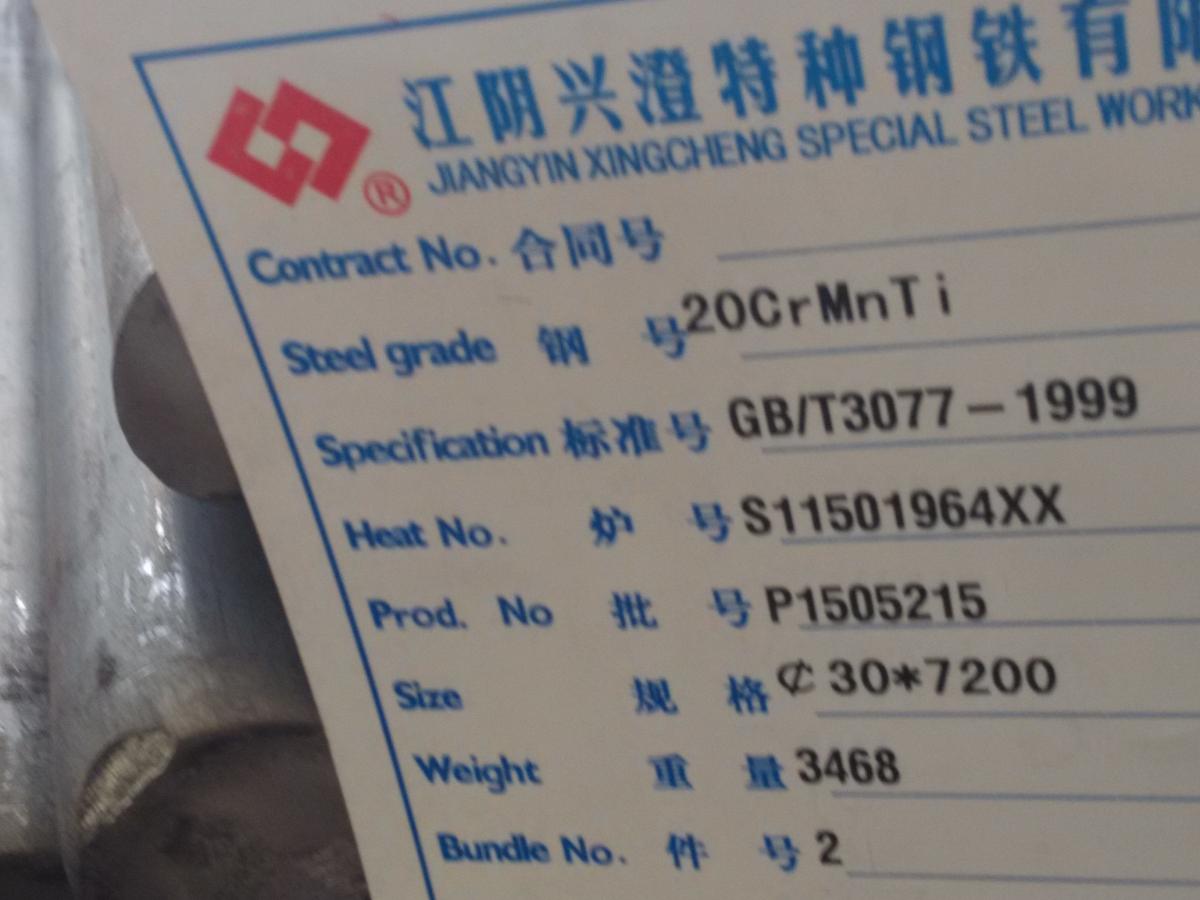 江阴兴澄特种钢铁有
® JIANGYIN XINGCHENG SPECIAL STEEL WORK
Contract No. 合同号
Steel grade 钢 号 20CrMnTi
Specification 标准号 GB/T3077-1999
Heat No. 炉 号 S11501964XX
Prod. No 批 号 P1505215
Size 规 格 ⊄ 30*7200
Weight 重 量 3468
Bundle No. 件 号 2